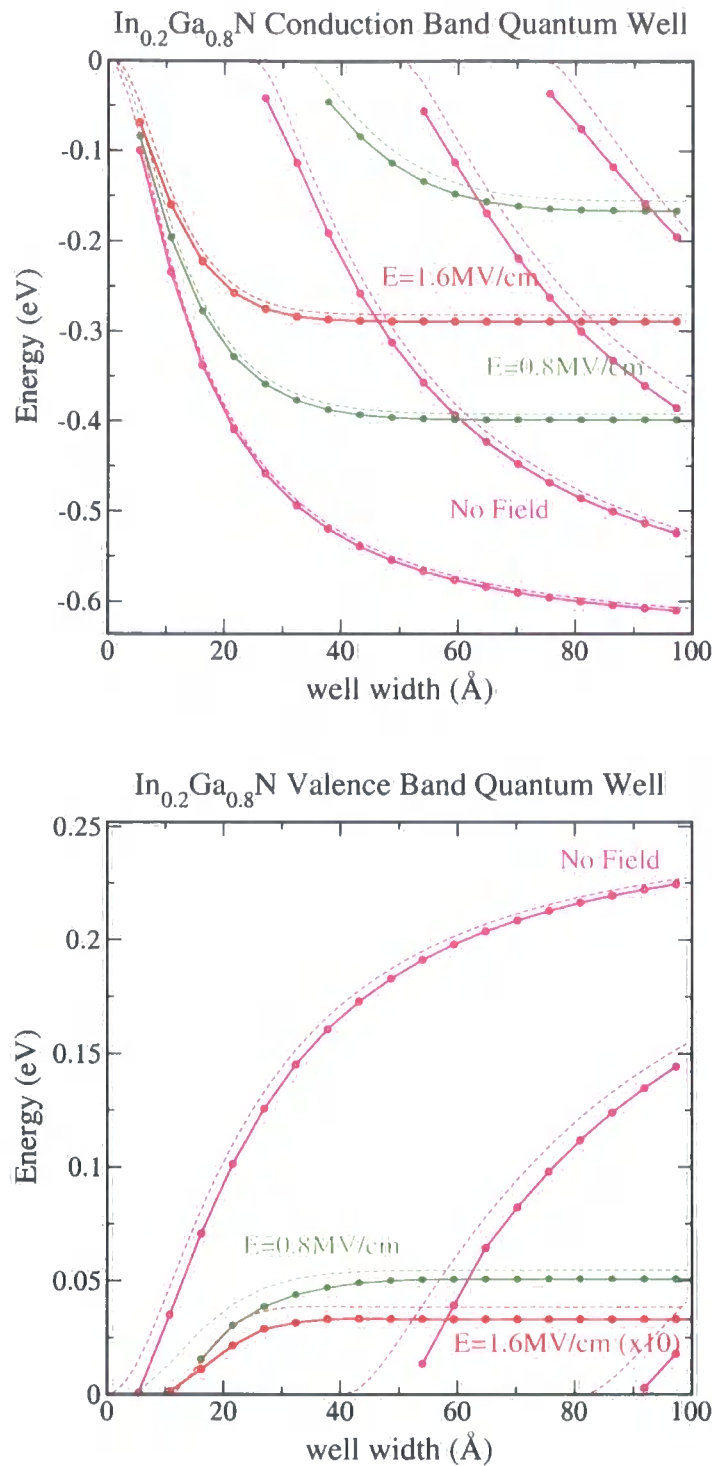 In0.2Ga0.8N Conduction Band Quantum Well
0
-0.1
-0.2
-0.3
-0.4
-0.5
-0.6
Energy (eV)
E=1.6MV/cm
E=0.8MV/cm
No Field
0 20 40 60 80 100
well width (Å)
In0.2Ga0.8N Valence Band Quantum Well
0.25
0.2
0.15
0.1
0.05
0
Energy (eV)
No Field
E=0.8MV/cm
E=1.6MV/cm (x10)
0 20 40 60 80 100
well width (Å)